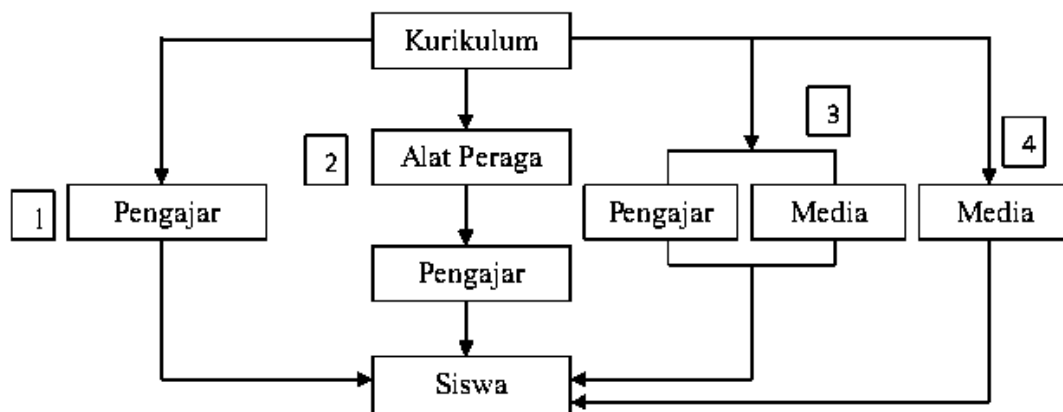 Kurikulum
3
4
2
Alat Peraga
1
Pengajar
Pengajar
Media
Media
Pengajar
Siswa